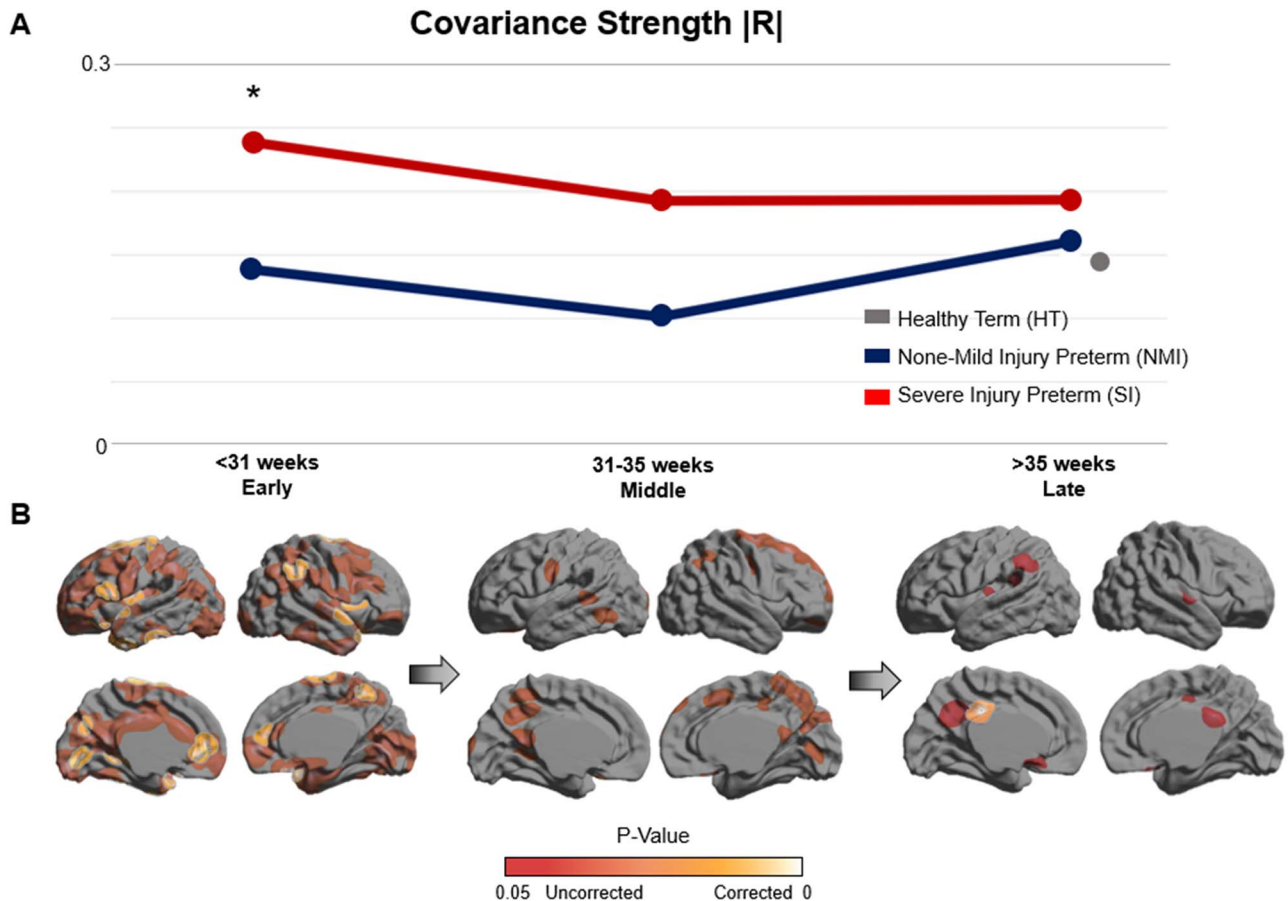 A
Covariance Strength |R|
0.3
*
Healthy Term (HT)
None-Mild Injury Preterm (NMI)
Severe Injury Preterm (SI)
0
<31 weeks
Early
31-35 weeks
Middle
>35 weeks
Late
B
P-Value
0.05 Uncorrected Corrected 0